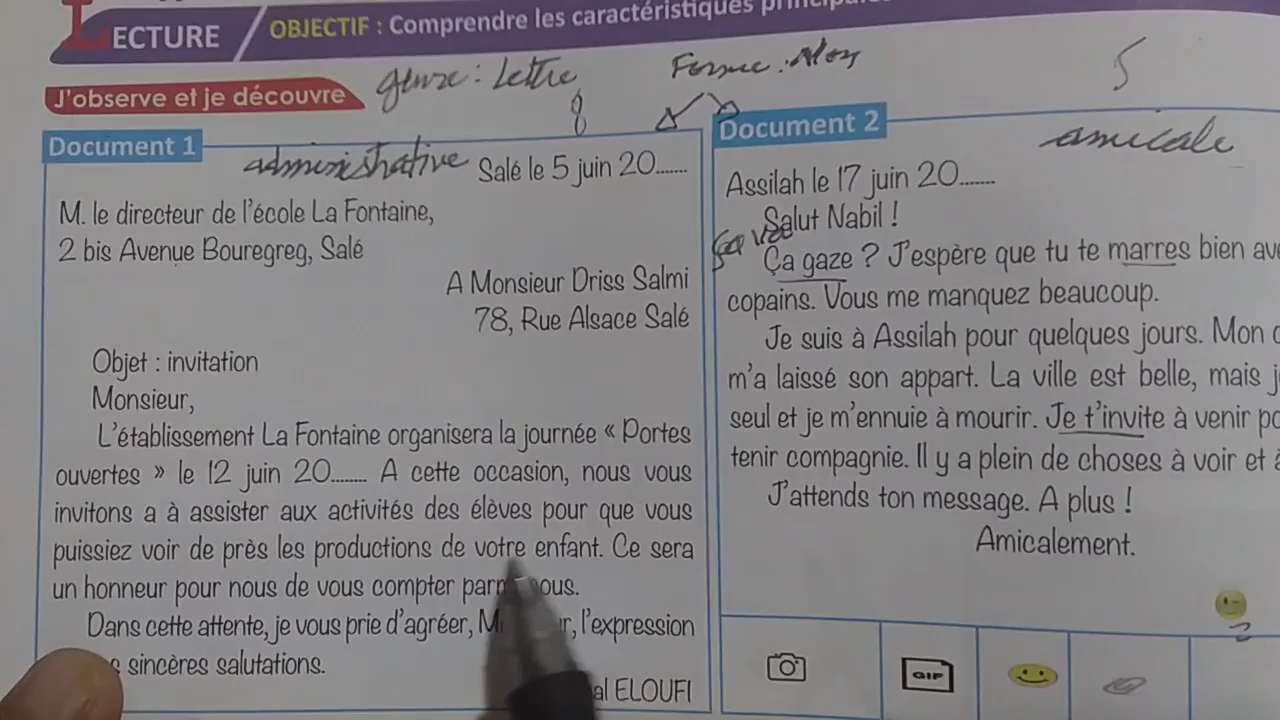 LECTURE
OBJECTIF : Comprendre les caractéristiques
genre : Lettre
Forme :
J'observe et je découvre
Document 1
administrative
Salé le 5 juin 20.......
M. le directeur de l'école La Fontaine,
2 bis Avenue Bouregreg, Salé
A Monsieur Driss Salmi
78, Rue Alsace Salé
Objet : invitation
Monsieur,
L'établissement La Fontaine organisera la journée « Portes
ouvertes » le 12 juin 20........ A cette occasion, nous vous
invitons a à assister aux activités des élèves pour que vous
puissiez voir de près les productions de votre enfant. Ce sera
un honneur pour nous de vous compter
Dans cette attente, je vous prie d'agréer, l'expression
sincères salutations.
ELOUFI
Document 2
amicale
Assilah le 17 juin 20.......
Salut Nabil !
Ça gaze ? J'espère que tu te marres bien
copains. Vous me manquez beaucoup.
Je suis à Assilah pour quelques jours. Mon
m'a laissé son appart. La ville est belle, mais
seul et je m'ennuie à mourir. Je t'invite à venir
tenir compagnie. Il y a plein de choses à voir et
J'attends ton message. A plus !
Amicalement.
GIF